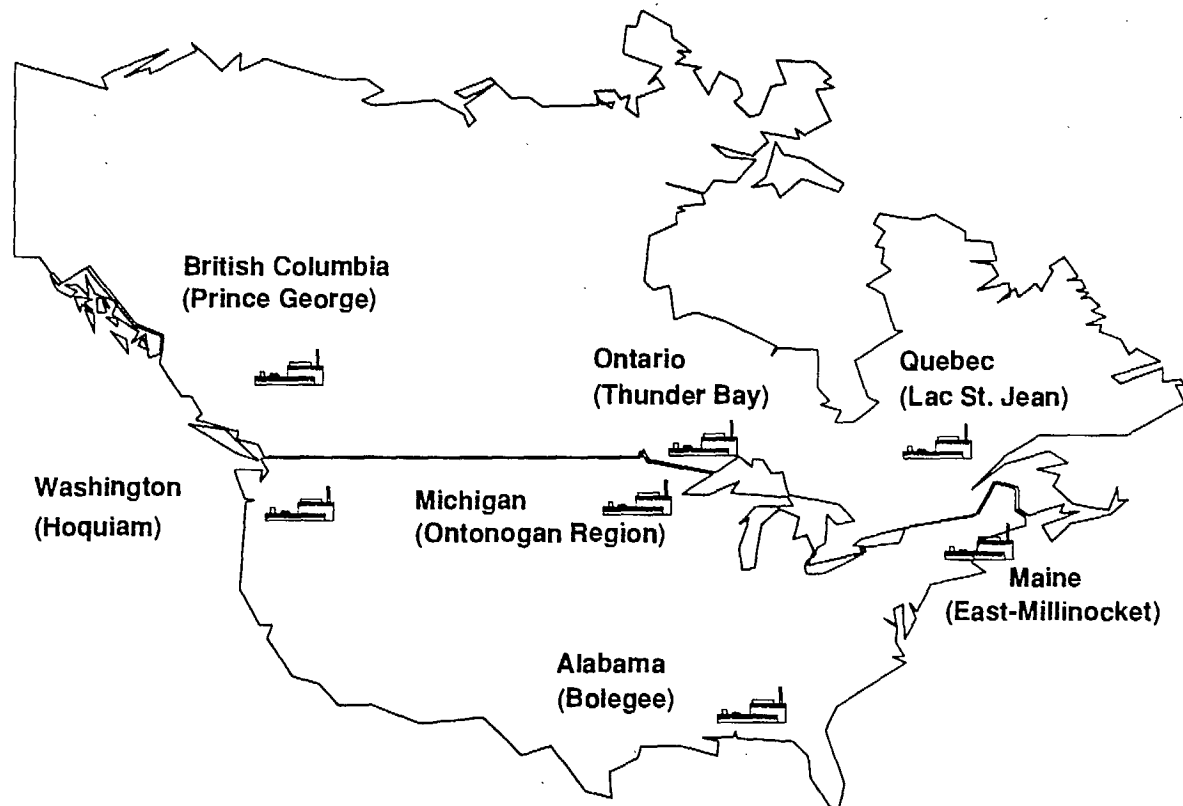 British Columbia
(Prince George)
Ontario
(Thunder Bay)
Quebec
(Lac St. Jean)
Washington
(Hoquiam)
Michigan
(Ontonogan Region)
Maine
(East-Millinocket)
Alabama
(Bolegee)